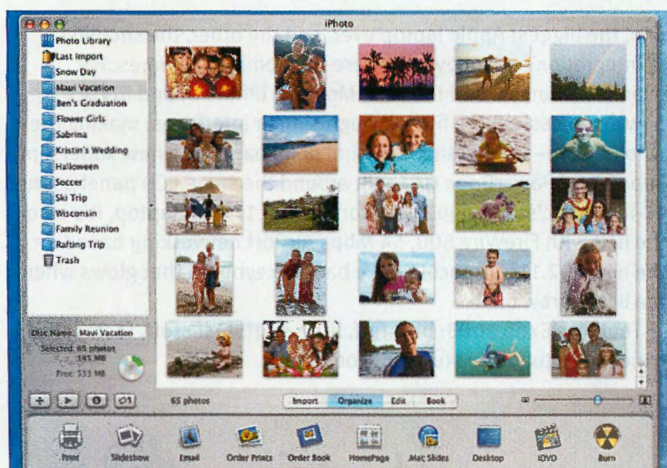 iPhoto
Photo Library
Last Import
Snow Day
Maui Vacation
Ben's Graduation
Flower Girls
Sabrina
Kristin's Wedding
Halloween
Soccer
Ski Trip
Wisconsin
Family Reunion
Rafting Trip
Trash
Disc Name: Maui Vacation
Selected: 65 photos
195 MB
Free: 333 MB
65 photos
Import Organize Edit Book
Print Slideshow Email Order Prints Order Book HomePage .Mac Slides Desktop iDVD Burn